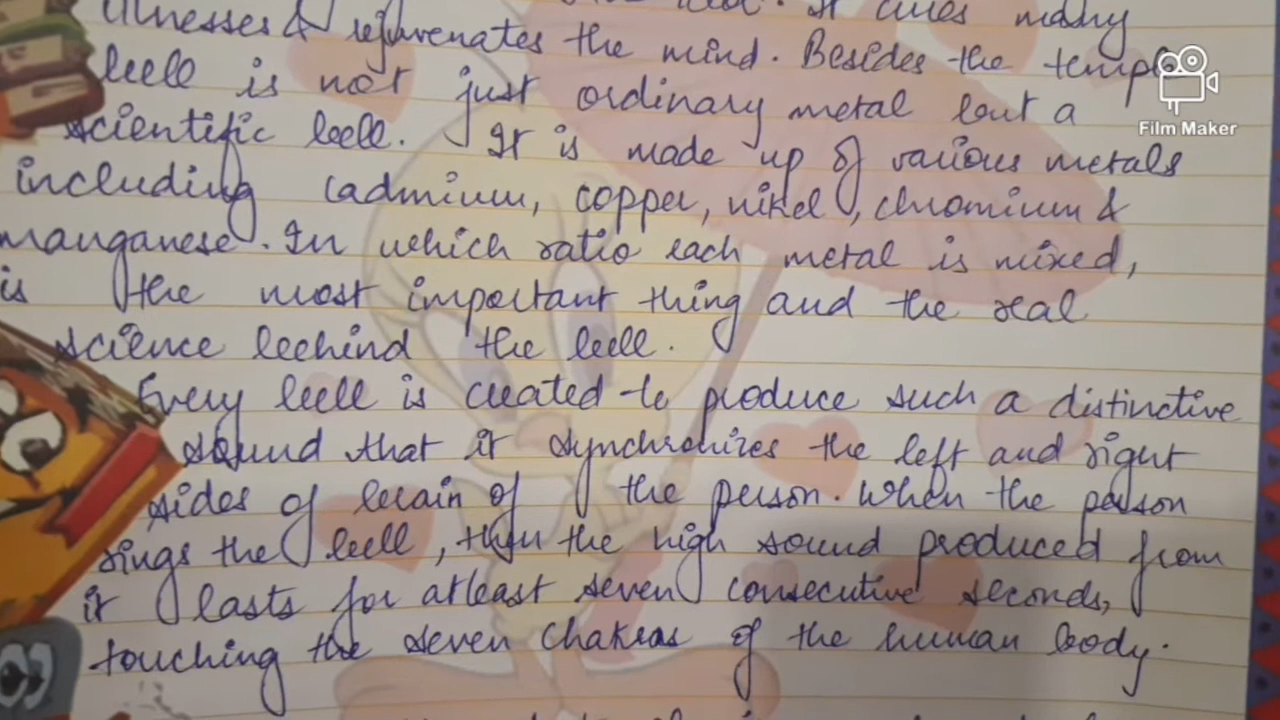 illnesses & rejuvenates the mind. Besides the temple
It cures many
bell is not just ordinary metal but a
scientific bell. It is made up of various metals
including cadmium, copper, nikel, chromium &
manganese. In which ratio each metal is mixed,
is the most important thing and the real
science behind the bell.
Every bell is created to produce such a distinctive
sound that it synchronizes the left and right
sides of brain of the person. When the person
rings the bell, then the high sound produced from
it lasts for atleast seven consecutive seconds,
touching the seven chakras of the human body.
Film Maker